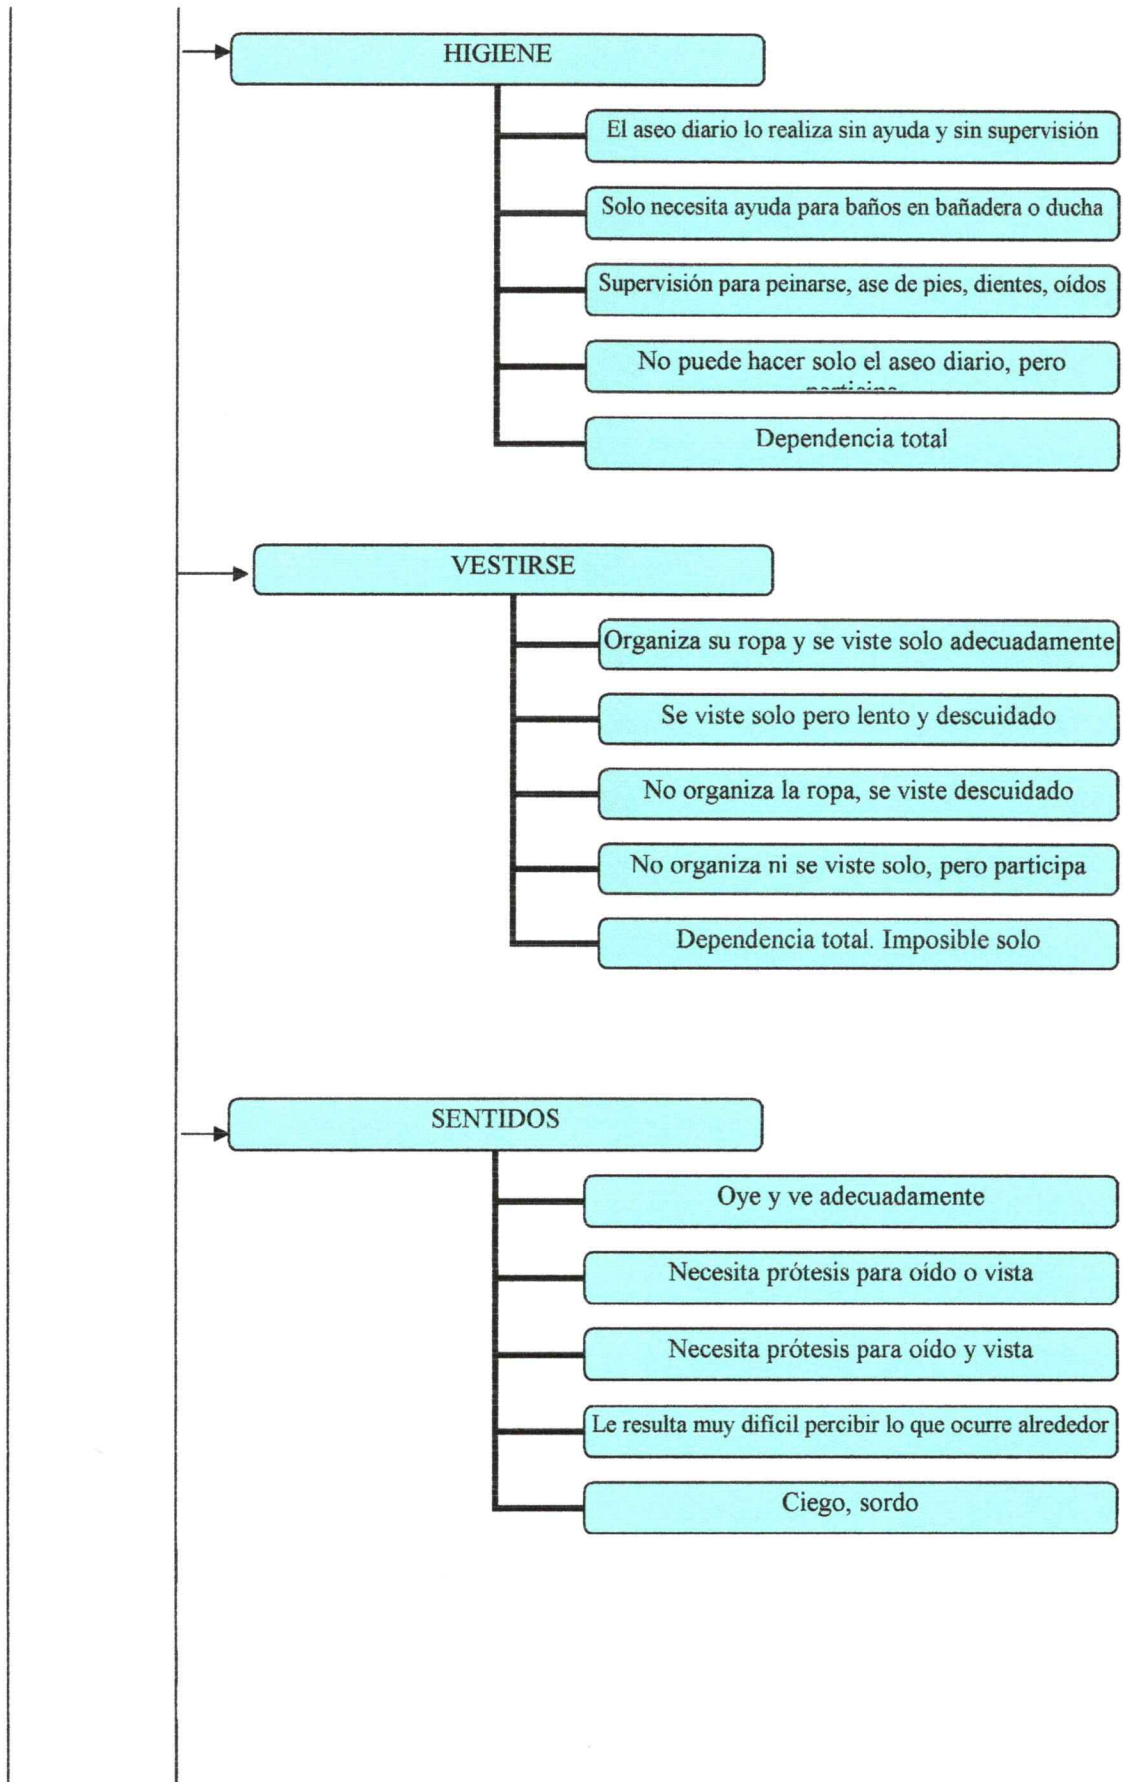 HIGIENE
El aseo diario lo realiza sin ayuda y sin supervisión
Solo necesita ayuda para baños en bañadera o ducha
Supervisión para peinarse, ase de pies, dientes, oídos
No puede hacer solo el aseo diario, pero
Dependencia total
VESTIRSE
Organiza su ropa y se viste solo adecuadamente
Se viste solo pero lento y descuidado
No organiza la ropa, se viste descuidado
No organiza ni se viste solo, pero participa
Dependencia total. Imposible solo
SENTIDOS
Oye y ve adecuadamente
Necesita prótesis para oído o vista
Necesita prótesis para oído y vista
Le resulta muy difícil percibir lo que ocurre alrededor
Ciego, sordo